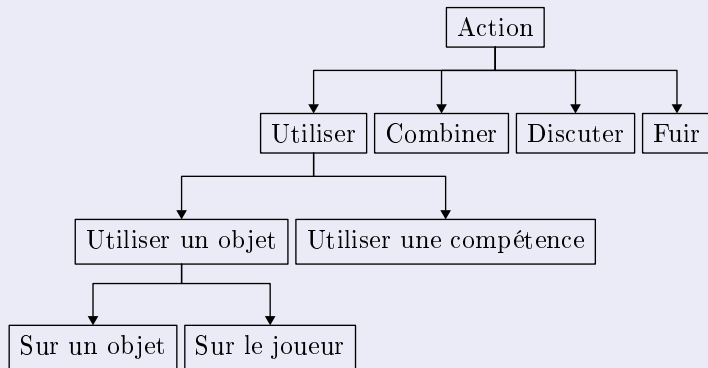 Action
Utiliser
Combiner
Discuter
Fuir
Utiliser un objet
Utiliser une compétence
Sur un objet
Sur le joueur